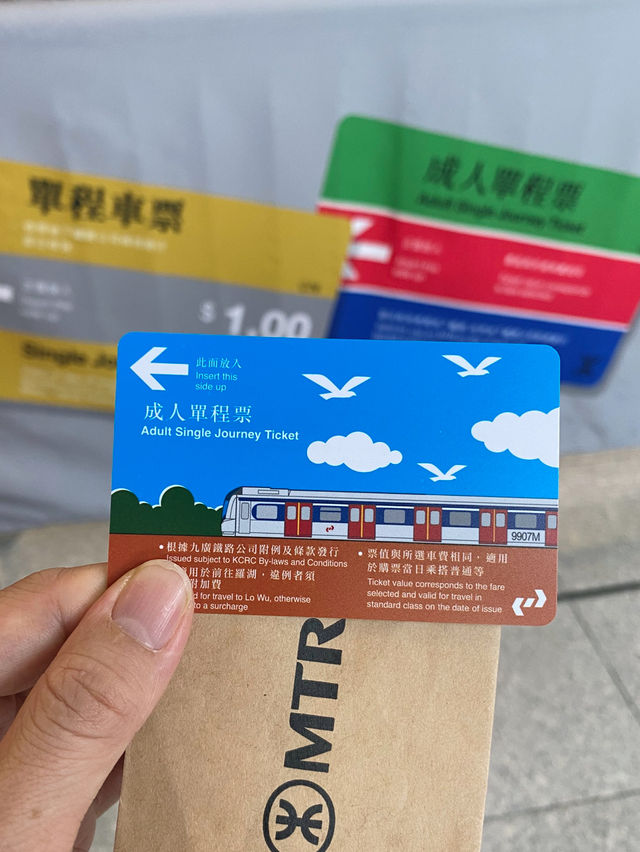 單程車票
$ 1.00
Single Jo
成人單程票
Adult Single Journey Ticket
此面放入
Insert this
side up
成人單程票
Adult Single Journey Ticket
9907M
•根據九廣鐵路公司附例及條款發行
Issued subject to KCRC By-laws and Conditions
用於前往羅湖，違例者須
附加費
d for travel to Lo Wu, otherwise
to a surcharge
•票值與所選車費相同，適用
於購票當日乘搭普通等
Ticket value corresponds to the fare
selected and valid for travel in
standard class on the date of issue
MTR